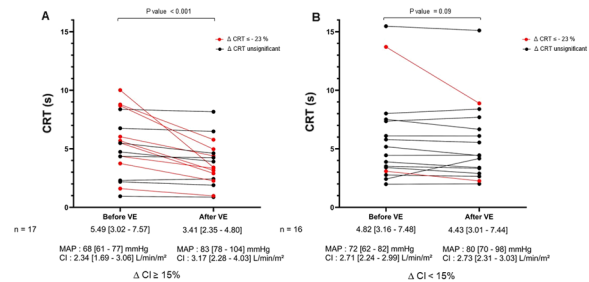 A
P value < 0.001
Δ CRT ≤ - 23 %
Δ CRT unsignificant
CRT (s)
15
10
5
0
Before VE
After VE
n = 17
5.49 [3.02 - 7.57]
3.41 [2.35 - 4.80]
MAP : 68 [61 - 77] mmHg
MAP : 83 [78 - 104] mmHg
CI : 2.34 [1.69 - 3.06] L/min/m²
CI : 3.17 [2.28 - 4.03] L/min/m²
Δ CI ≥ 15%
B
P value = 0.09
Δ CRT ≤ - 23 %
Δ CRT unsignificant
CRT (s)
15
10
5
0
Before VE
After VE
n = 16
4.82 [3.16 - 7.48]
4.43 [3.01 - 7.44]
MAP : 72 [62 - 82] mmHg
MAP : 80 [70 - 98] mmHg
CI : 2.71 [2.24 - 2.99] L/min/m²
CI : 2.73 [2.31 - 3.03] L/min/m²
Δ CI < 15%